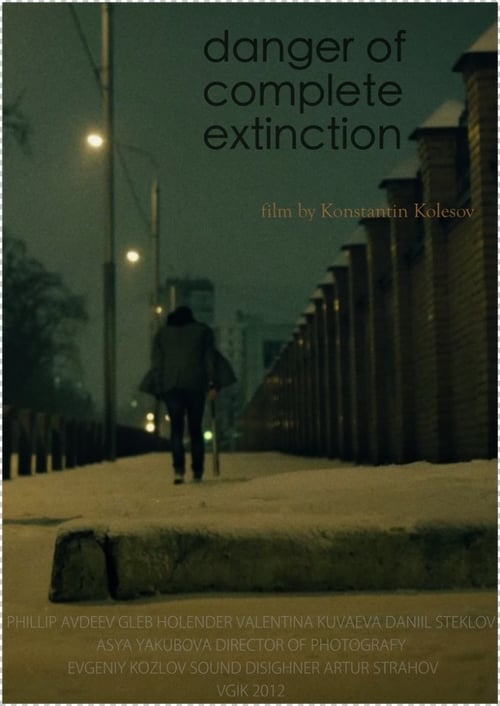 danger of
complete
extinction
film by Konstantin Kolesov
PHILLIP AVDEEV GLEB HOLENDER VALENTINA KUVAEVA DANIIL STEKLOV
ASYA YAKUBOVA DIRECTOR OF PHOTOGRAFY
EVGENIY KOZLOV SOUND DISIGHNER ARTUR STRAHOV
VGIK 2012